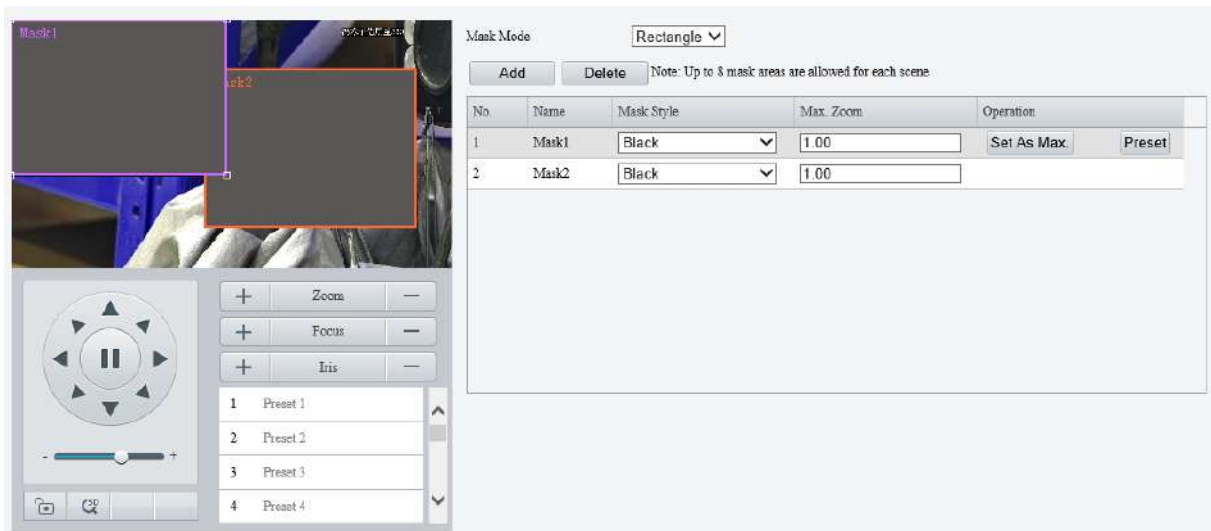 Mask1
ask2
Mask Mode
Rectangle
Add
Delete
Note: Up to 8 mask areas are allowed for each scene
No. Name Mask Style Max. Zoom Operation
1 Mask1 Black 1.00 Set As Max. Preset
2 Mask2 Black 1.00
+ Zoom −
+ Focus −
+ Iris −
1 Preset 1
2 Preset 2
3 Preset 3
4 Preset 4
- +
3D